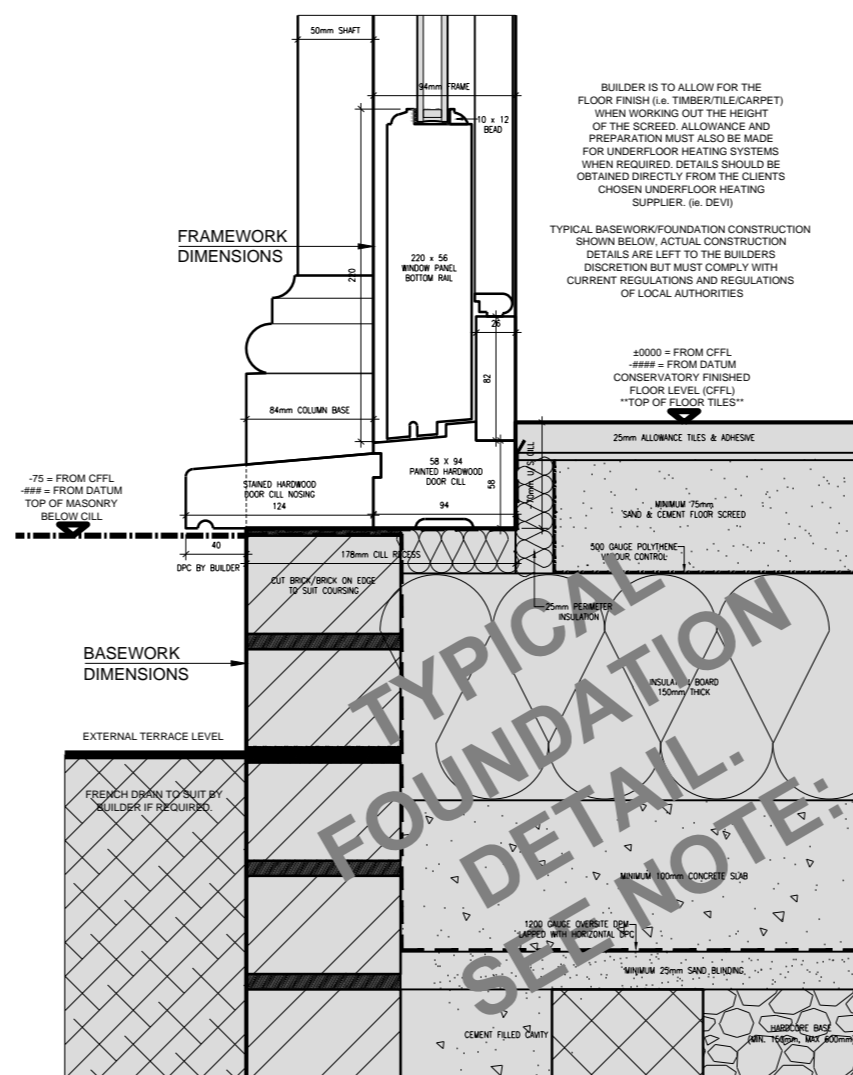 50mm SHAFT
94mm FRAME
10 x 12
BEAD
BUILDER IS TO ALLOW FOR THE
FLOOR FINISH (i.e. TIMBER/TILE/CARPET)
WHEN WORKING OUT THE HEIGHT
OF THE SCREED. ALLOWANCE AND
PREPARATION MUST ALSO BE MADE
FOR UNDERFLOOR HEATING SYSTEMS
WHEN REQUIRED. DETAILS SHOULD BE
OBTAINED DIRECTLY FROM THE CLIENTS
CHOSEN UNDERFLOOR HEATING
SUPPLIER. (ie. DEVI)
TYPICAL BASEWORK/FOUNDATION CONSTRUCTION
SHOWN BELOW, ACTUAL CONSTRUCTION
DETAILS ARE LEFT TO THE BUILDERS
DISCRETION BUT MUST COMPLY WITH
CURRENT REGULATIONS AND REGULATIONS
OF LOCAL AUTHORITIES
FRAMEWORK
DIMENSIONS
220
220 x 56
WINDOW PANEL
BOTTOM RAIL
26
82
±0000 = FROM CFFL
-#### = FROM DATUM
CONSERVATORY FINISHED
FLOOR LEVEL (CFFL)
**TOP OF FLOOR TILES**
84mm COLUMN BASE
25mm ALLOWANCE TILES & ADHESIVE
-75 = FROM CFFL
-### = FROM DATUM
TOP OF MASONRY
BELOW CILL
STAINED HARDWOOD
DOOR CILL NOSING
124
58 X 94
PAINTED HARDWOOD
DOOR CILL
94
58
70mm U/S CILL
MINIMUM 75mm
SAND & CEMENT FLOOR SCREED
40
DPC BY BUILDER
178mm CILL RECESS
500 GAUGE POLYTHENE
VAPOUR CONTROL
CUT BRICK/BRICK ON EDGE
TO SUIT COURSING
25mm PERIMETER
INSULATION
BASEWORK
DIMENSIONS
INSULATION BOARD
150mm THICK
EXTERNAL TERRACE LEVEL
FRENCH DRAIN TO SUIT BY
BUILDER IF REQUIRED.
TYPICAL
FOUNDATION
DETAIL.
SEE NOTE:
MINIMUM 100mm CONCRETE SLAB
1200 GAUGE OVERSITE DPM
LAPPED WITH HORIZONTAL DPC
MINIMUM 25mm SAND BLINDING
CEMENT FILLED CAVITY
HARDCORE BASE
(MIN. 150mm, MAX 600mm)